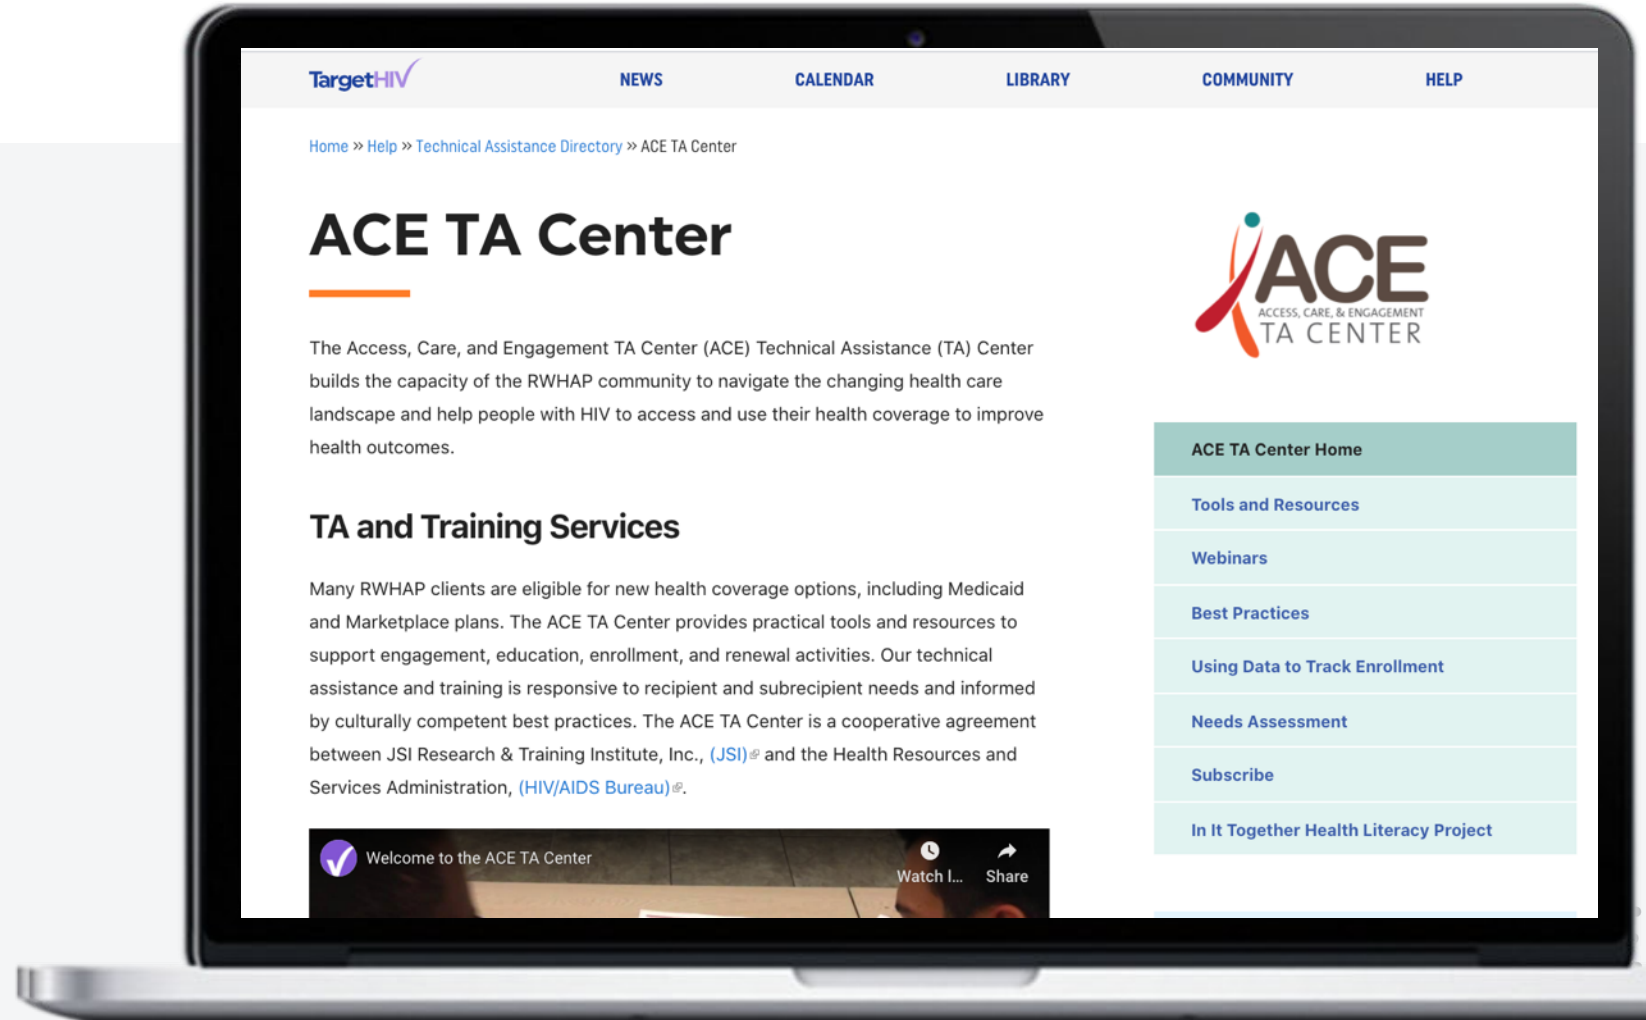 TargetHIV
NEWS
CALENDAR
LIBRARY
COMMUNITY
HELP
Home » Help » Technical Assistance Directory » ACE TA Center
ACE TA Center
The Access, Care, and Engagement TA Center (ACE) Technical Assistance (TA) Center
builds the capacity of the RWHAP community to navigate the changing health care
landscape and help people with HIV to access and use their health coverage to improve
health outcomes.
TA and Training Services
Many RWHAP clients are eligible for new health coverage options, including Medicaid
and Marketplace plans. The ACE TA Center provides practical tools and resources to
support engagement, education, enrollment, and renewal activities. Our technical
assistance and training is responsive to recipient and subrecipient needs and informed
by culturally competent best practices. The ACE TA Center is a cooperative agreement
between JSI Research & Training Institute, Inc., (JSI) and the Health Resources and
Services Administration, (HIV/AIDS Bureau).
Welcome to the ACE TA Center
Watch l...
Share
ACE
ACCESS, CARE, & ENGAGEMENT
TA CENTER
ACE TA Center Home
Tools and Resources
Webinars
Best Practices
Using Data to Track Enrollment
Needs Assessment
Subscribe
In It Together Health Literacy Project